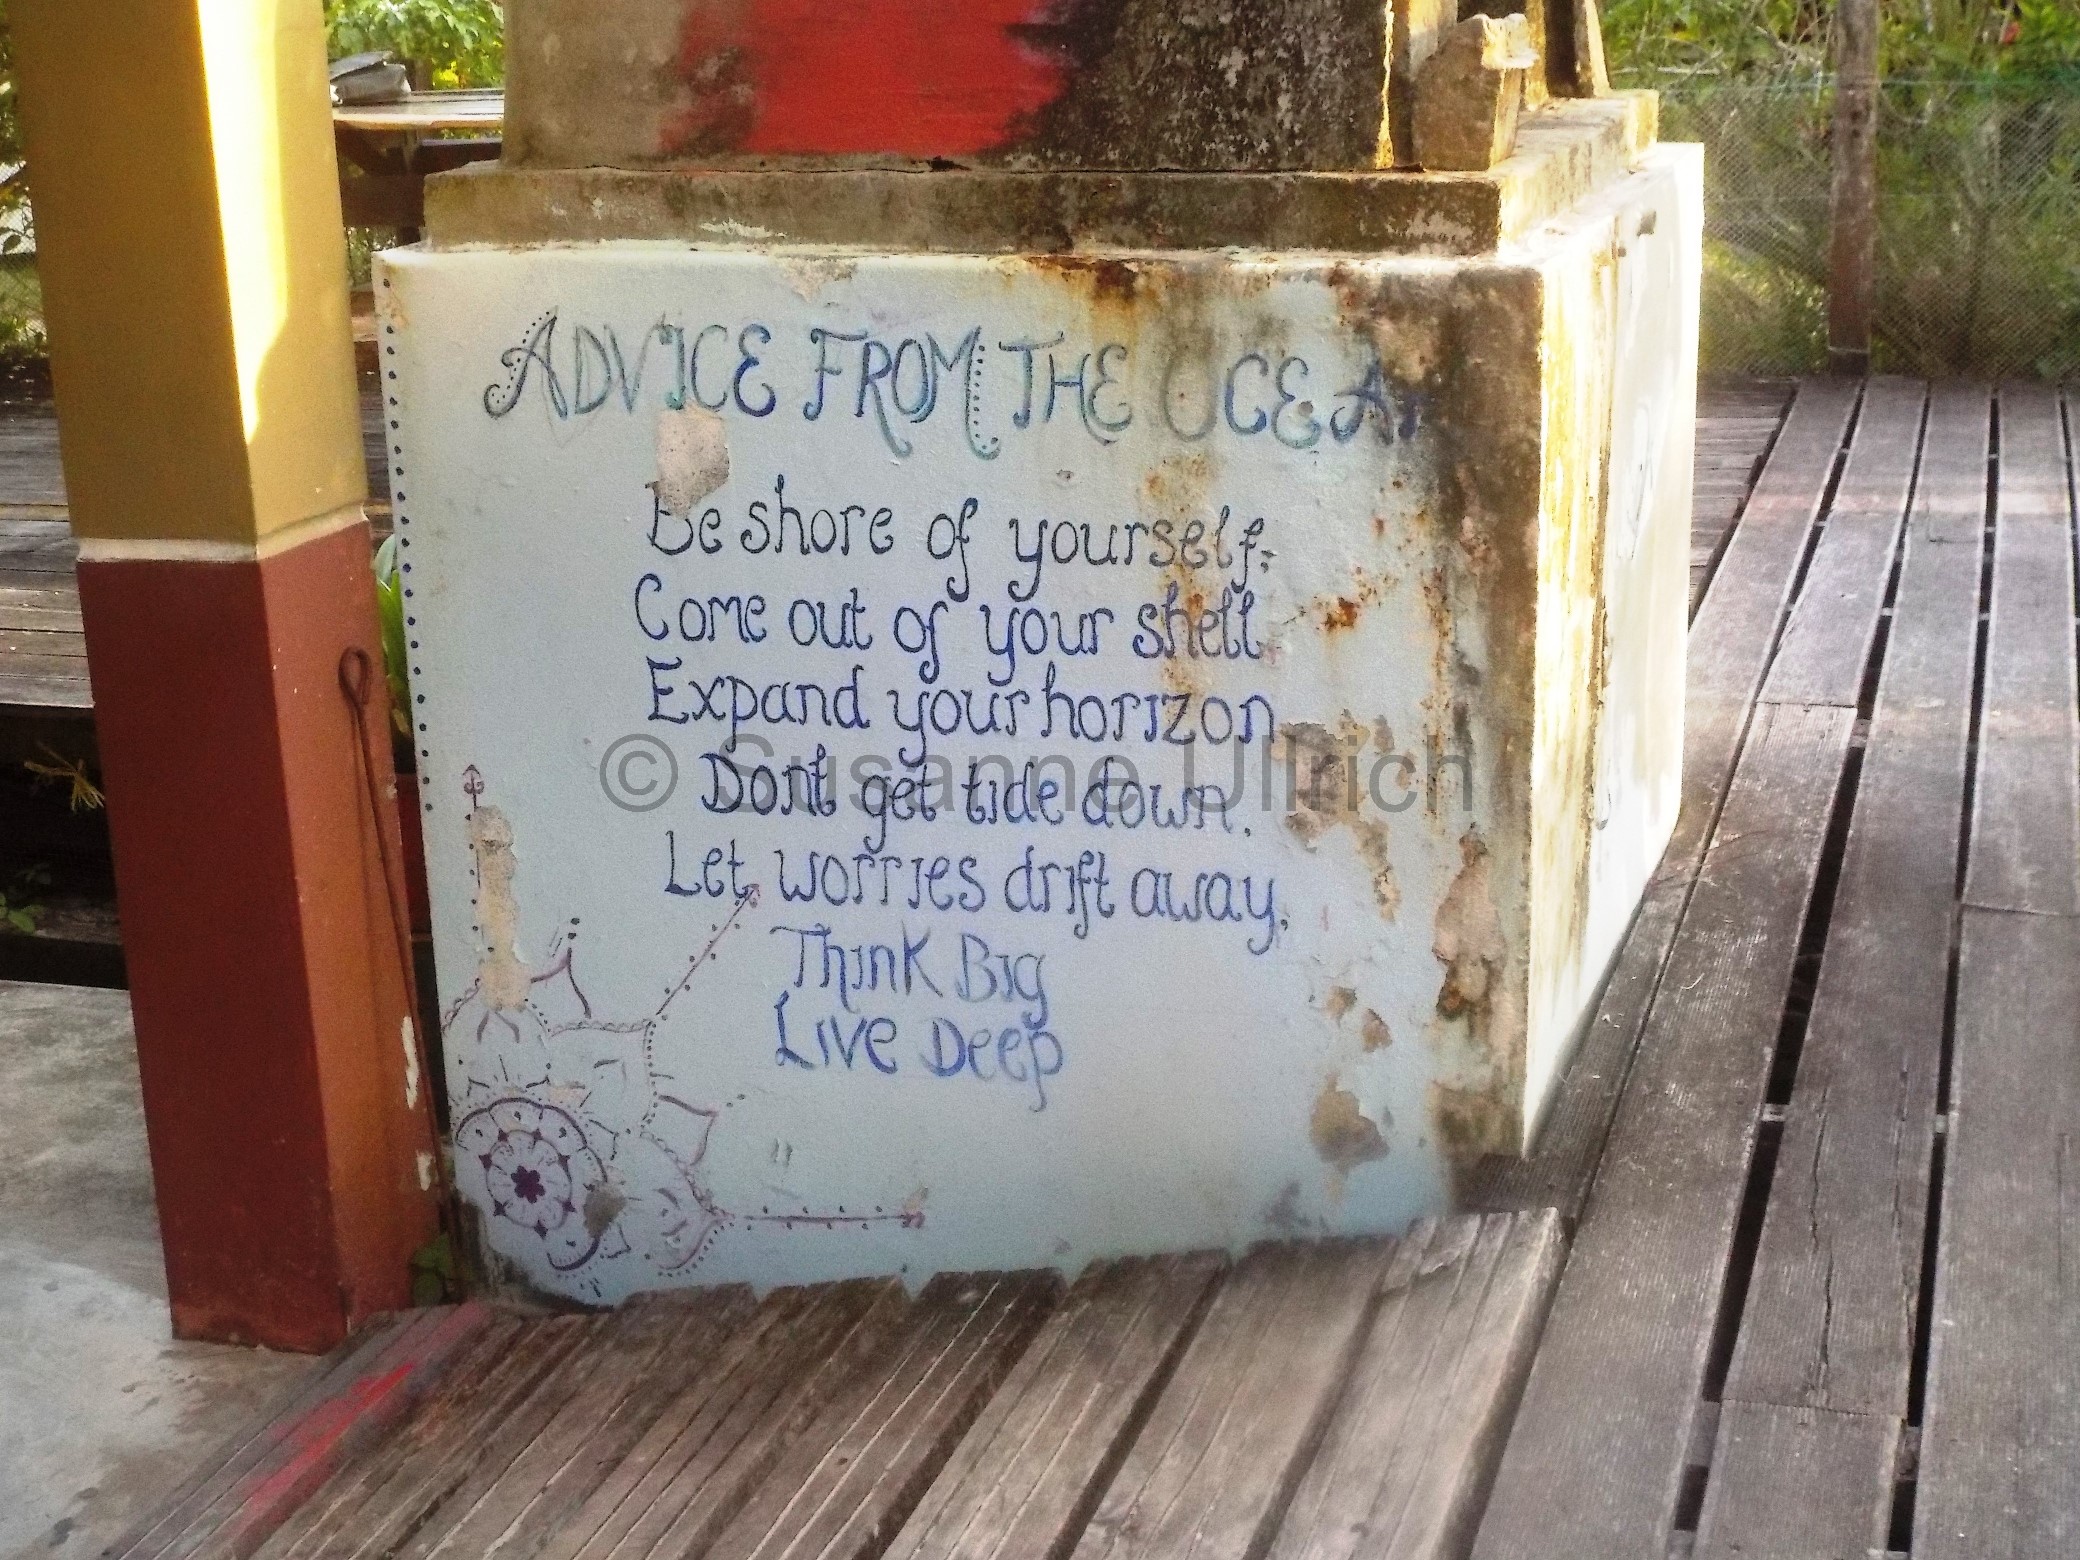 ADVICE FROM THE OCEAN
Be shore of yourself.
Come out of your shell
Expand your horizon
Dont get tide down.
Let worries drift away.
Think Big
Live Deep
© Susanne Ullrich